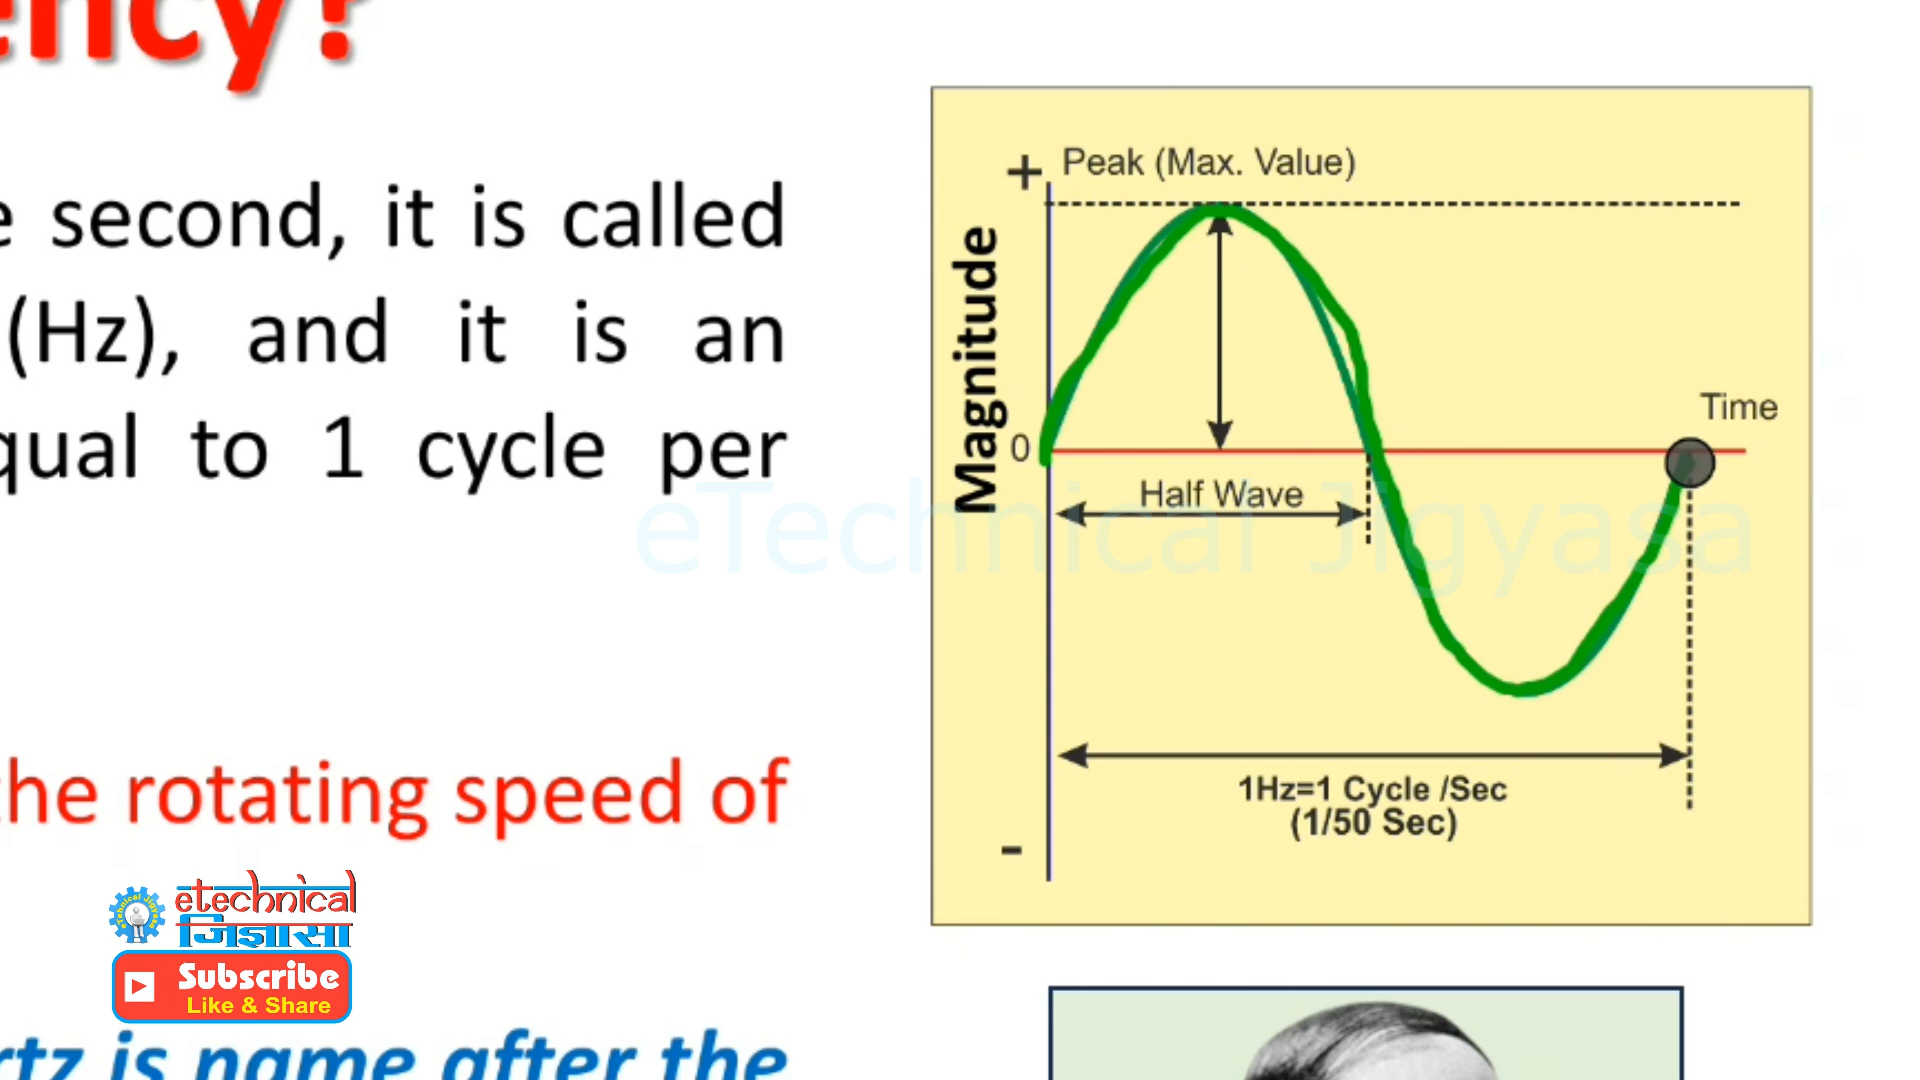 ency?
e second, it is called
(Hz), and it is an
qual to 1 cycle per
the rotating speed of
rtz is name after the
+
Peak (Max. Value)
Magnitude
0
Time
Half Wave
1Hz=1 Cycle /Sec
(1/50 Sec)
-
eTechnical Jigyasa
etechnical
जिज्ञासा
Subscribe
Like & Share